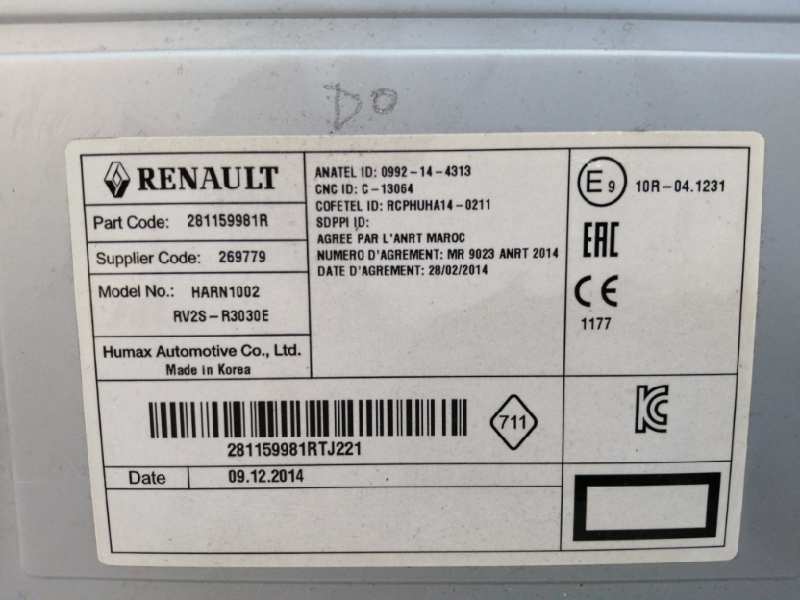 DO
RENAULT
Part Code: 281159981R
Supplier Code: 269779
Model No.: HARN1002
RV2S-R3030E
Humax Automotive Co., Ltd.
Made in Korea
ANATEL ID: 0992-14-4313
CNC ID: C-13064
COFETEL ID: RCPHUHA14-0211
SDPPI ID:
AGREE PAR L'ANRT MAROC
NUMERO D'AGREMENT: MR 9023 ANRT 2014
DATE D'AGREMENT: 28/02/2014
E9 10R-04.1231
EAC
CE
1177
281159981RTJ221
711
KC
Date 09.12.2014